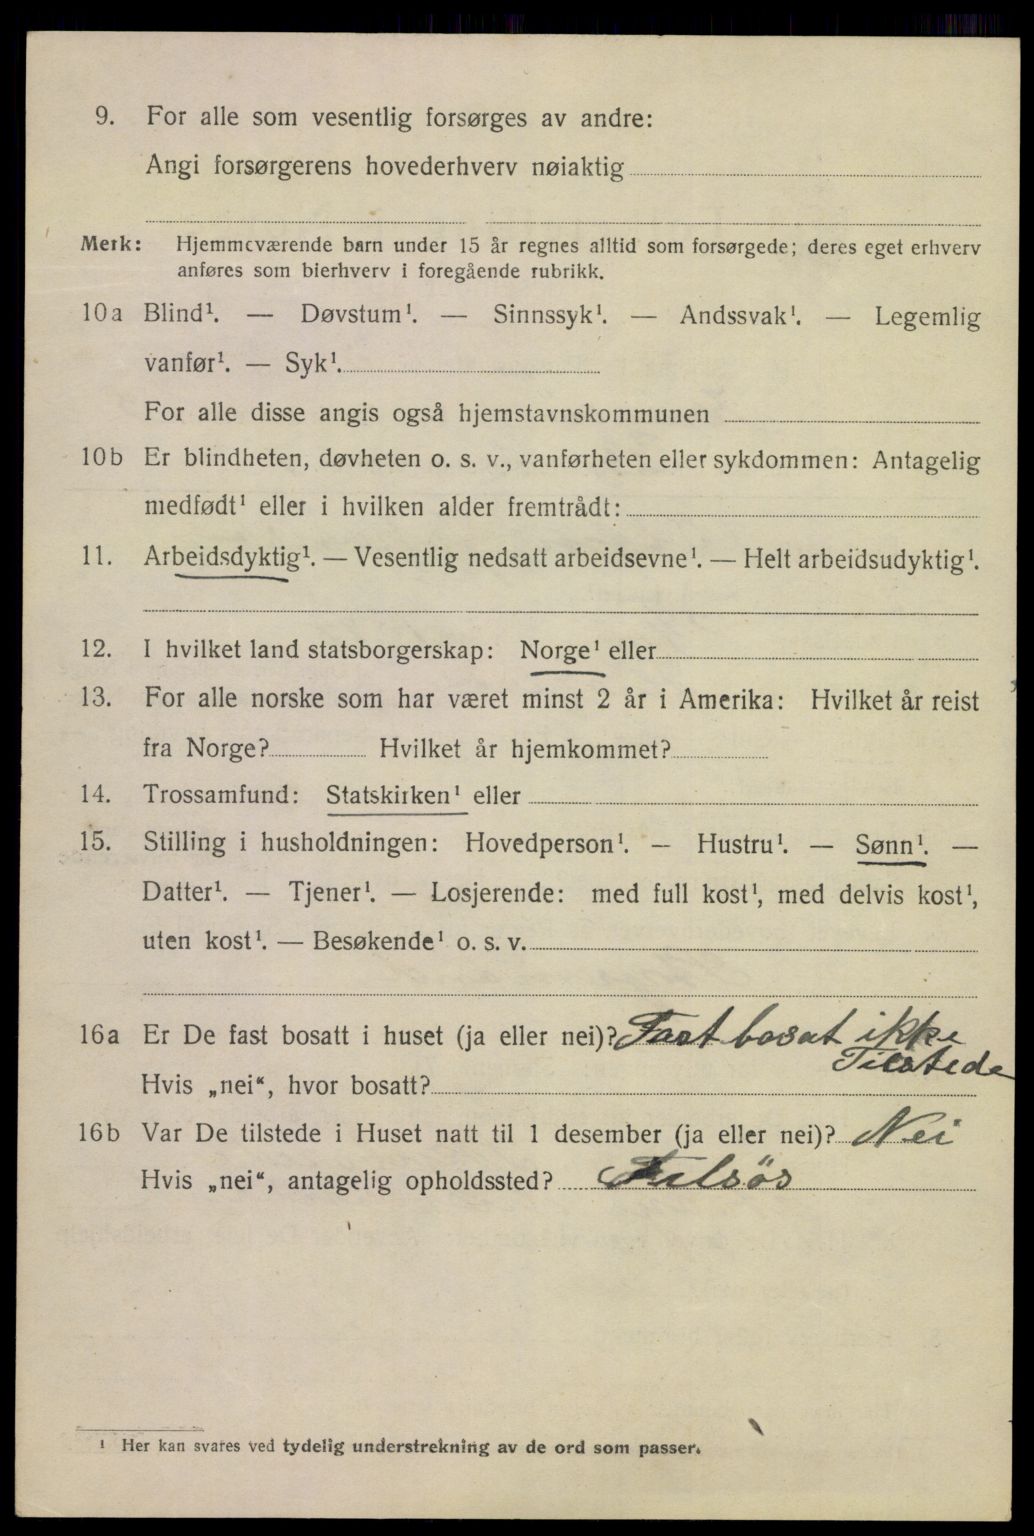 9. For alle som vesentlig forsørges av andre:
Angi forsørgerens hovederhverv nøiaktig
Merk: Hjemmeværende barn under 15 år regnes alltid som forsørgede; deres eget erhverv
anføres som bierhverv i foregående rubrikk.
10a Blind¹. — Døvstum¹. — Sinnssyk¹. — Andssvak¹. — Legemlig
vanfør¹. — Syk¹.
For alle disse angis også hjemstavnskommunen
10b Er blindheten, døvheten o. s. v., vanførheten eller sykdommen: Antagelig
medfødt¹ eller i hvilken alder fremtrådt:
11. Arbeidsdyktig¹. — Vesentlig nedsatt arbeidsevne¹. — Helt arbeidsudyktig¹.
12. I hvilket land statsborgerskap: Norge¹ eller
13. For alle norske som har været minst 2 år i Amerika: Hvilket år reist
fra Norge? Hvilket år hjemkommet?
14. Trossamfund: Statskirken¹ eller
15. Stilling i husholdningen: Hovedperson¹. — Hustru¹. — Sønn¹. —
Datter¹. — Tjener¹. — Losjerende: med full kost¹, med delvis kost¹,
uten kost¹. — Besøkende¹ o. s. v.
16a Er De fast bosatt i huset (ja eller nei)? Fast bosat ikke
Tilstede
Hvis „nei“, hvor bosatt?
16b Var De tilstede i Huset natt til 1 desember (ja eller nei)? Nei
Hvis „nei“, antagelig opholdssted? Tilsøs
¹ Her kan svares ved tydelig understrekning av de ord som passer.